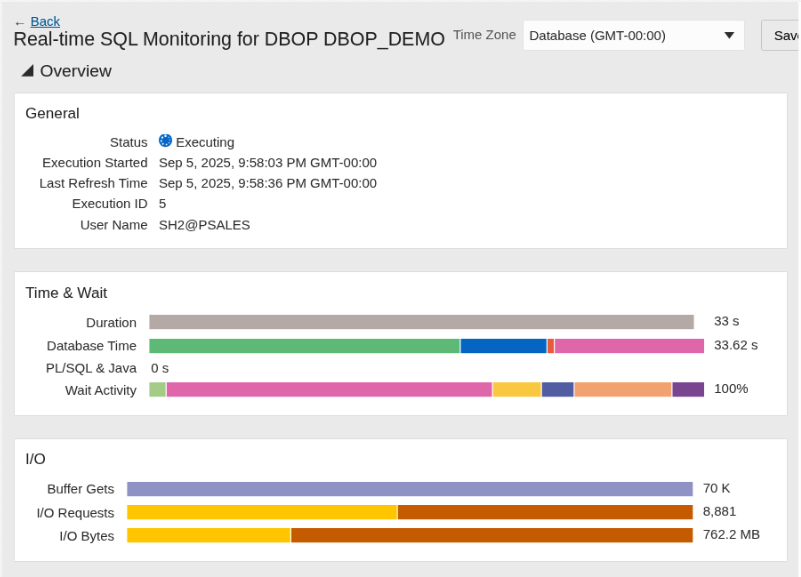 ← Back
Real-time SQL Monitoring for DBOP DBOP_DEMO Time Zone Database (GMT-00:00) Save
Overview
General
Status Executing
Execution Started Sep 5, 2025, 9:58:03 PM GMT-00:00
Last Refresh Time Sep 5, 2025, 9:58:36 PM GMT-00:00
Execution ID 5
User Name SH2@PSALES
Time & Wait
Duration 33 s
Database Time 33.62 s
PL/SQL & Java 0 s
Wait Activity 100%
I/O
Buffer Gets 70 K
I/O Requests 8,881
I/O Bytes 762.2 MB